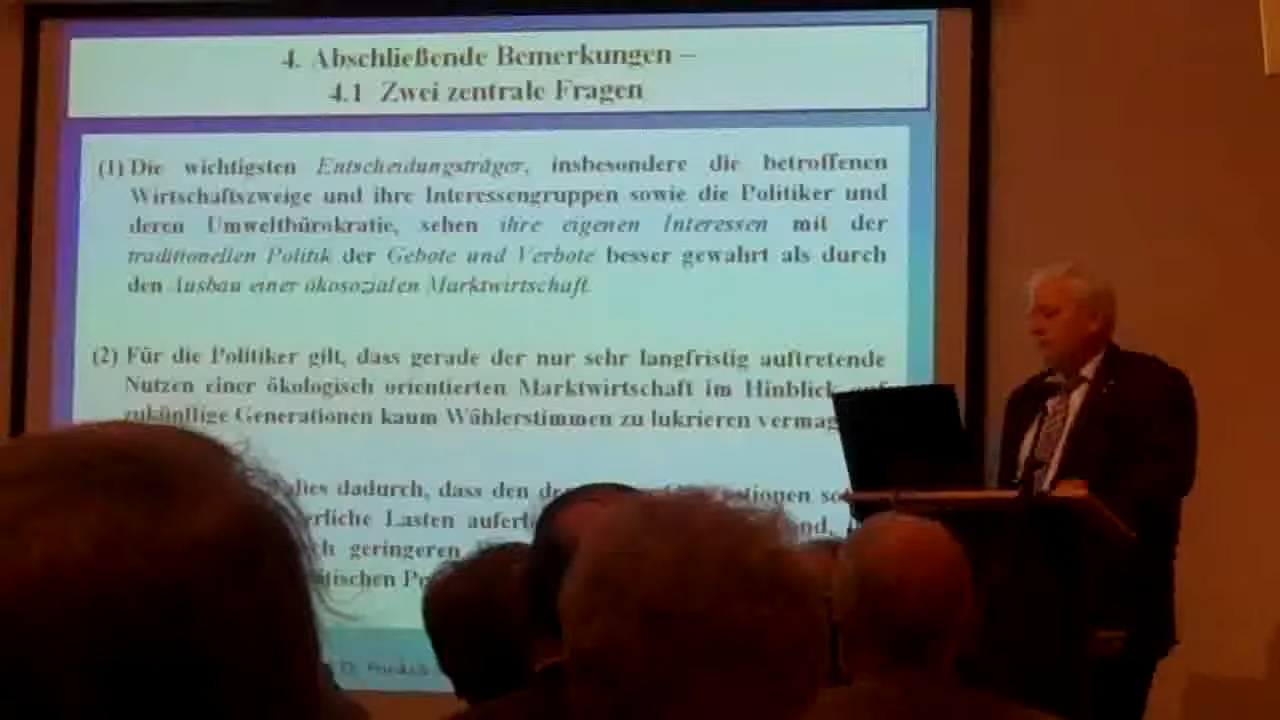 4. Abschließende Bemerkungen –
4.1 Zwei zentrale Fragen
(1) Die wichtigsten Entscheidungsträger, insbesondere die betroffenen
Wirtschaftszweige und ihre Interessengruppen sowie die Politiker und
deren Umweltbürokratie, sehen ihre eigenen Interessen mit der
traditionellen Politik der Gebote und Verbote besser gewahrt als durch
den Ausbau einer ökosozialen Marktwirtschaft.
(2) Für die Politiker gilt, dass gerade der nur sehr langfristig auftretende
Nutzen einer ökologisch orientierten Marktwirtschaft im Hinblick auf
zukünftige Generationen kaum Wählerstimmen zu lukrieren vermag
dadurch, dass den
Lasten
geringeren